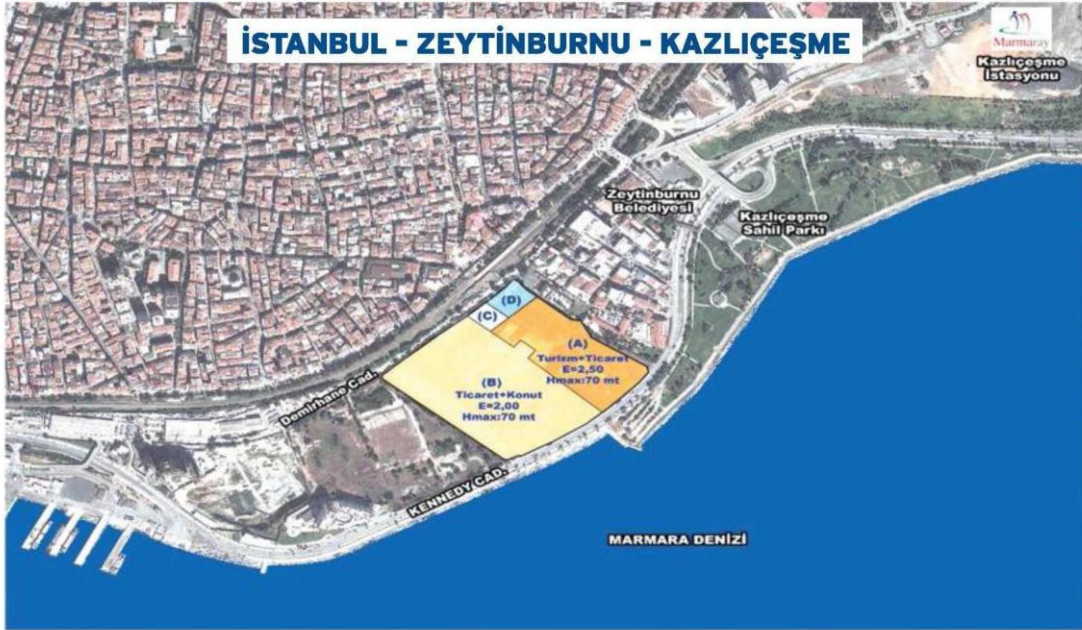 İSTANBUL - ZEYTİNBURNU - KAZLIÇEŞME
Marmaray
Kazlıçeşme
İstasyonu
Zeytinburnu
Belediyesi
Kazlıçeşme
Sahil Parkı
(D)
(C)
(A)
Turizm+Ticaret
E=2,50
Hmax:70 mt
(B)
Ticaret+Konut
E=2,00
Hmax:70 mt
Demirhane Cad.
KENNEDY CAD.
MARMARA DENİZİ